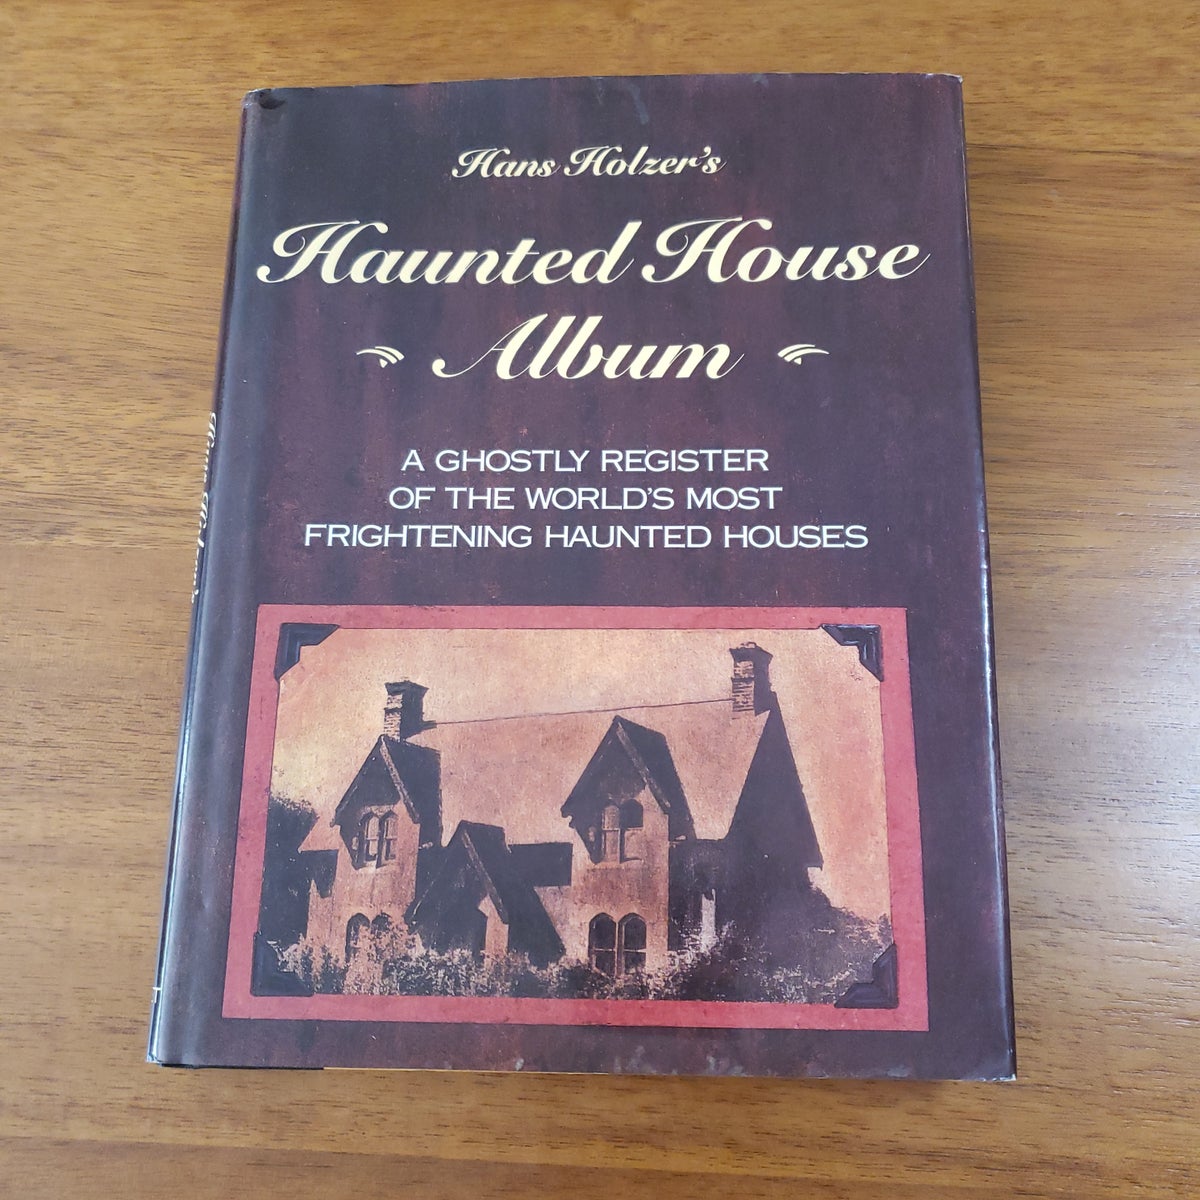 Hans Holzer's
Haunted House
Album
A GHOSTLY REGISTER
OF THE WORLD'S MOST
FRIGHTENING HAUNTED HOUSES